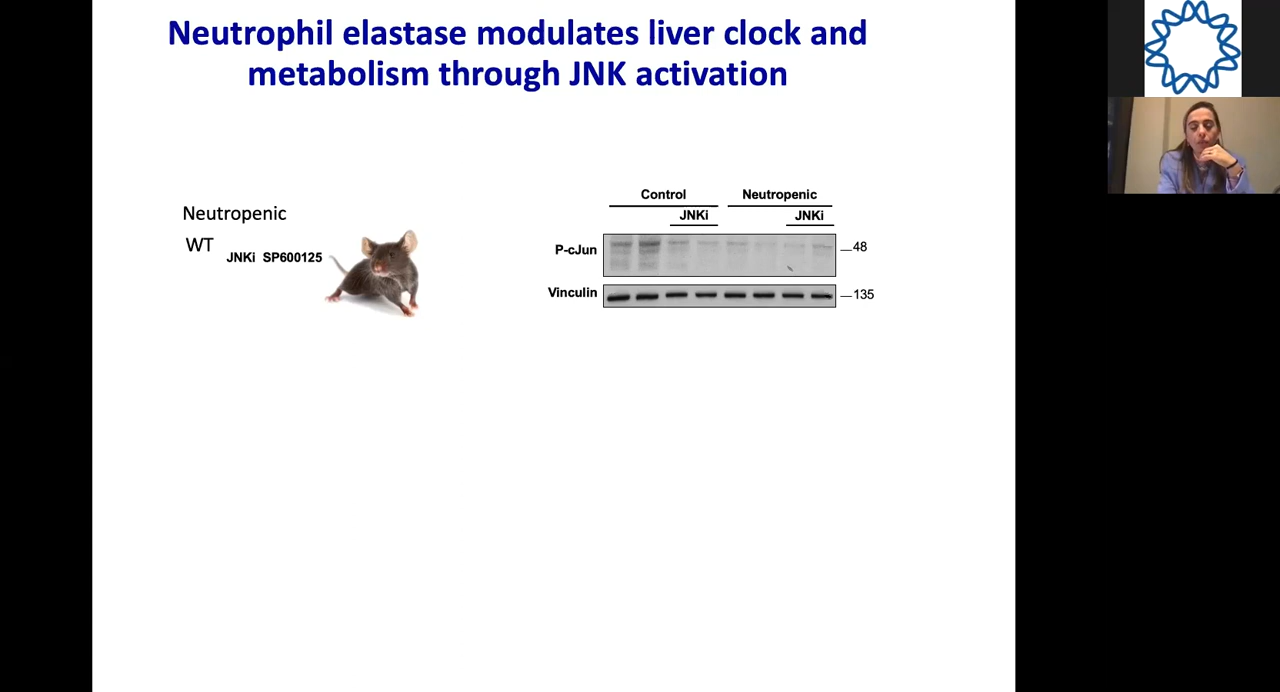 Neutrophil elastase modulates liver clock and
metabolism through JNK activation
Neutropenic
WT
JNKi SP600125
Control
Neutropenic
JNKi
JNKi
P-cJun
48
Vinculin
135